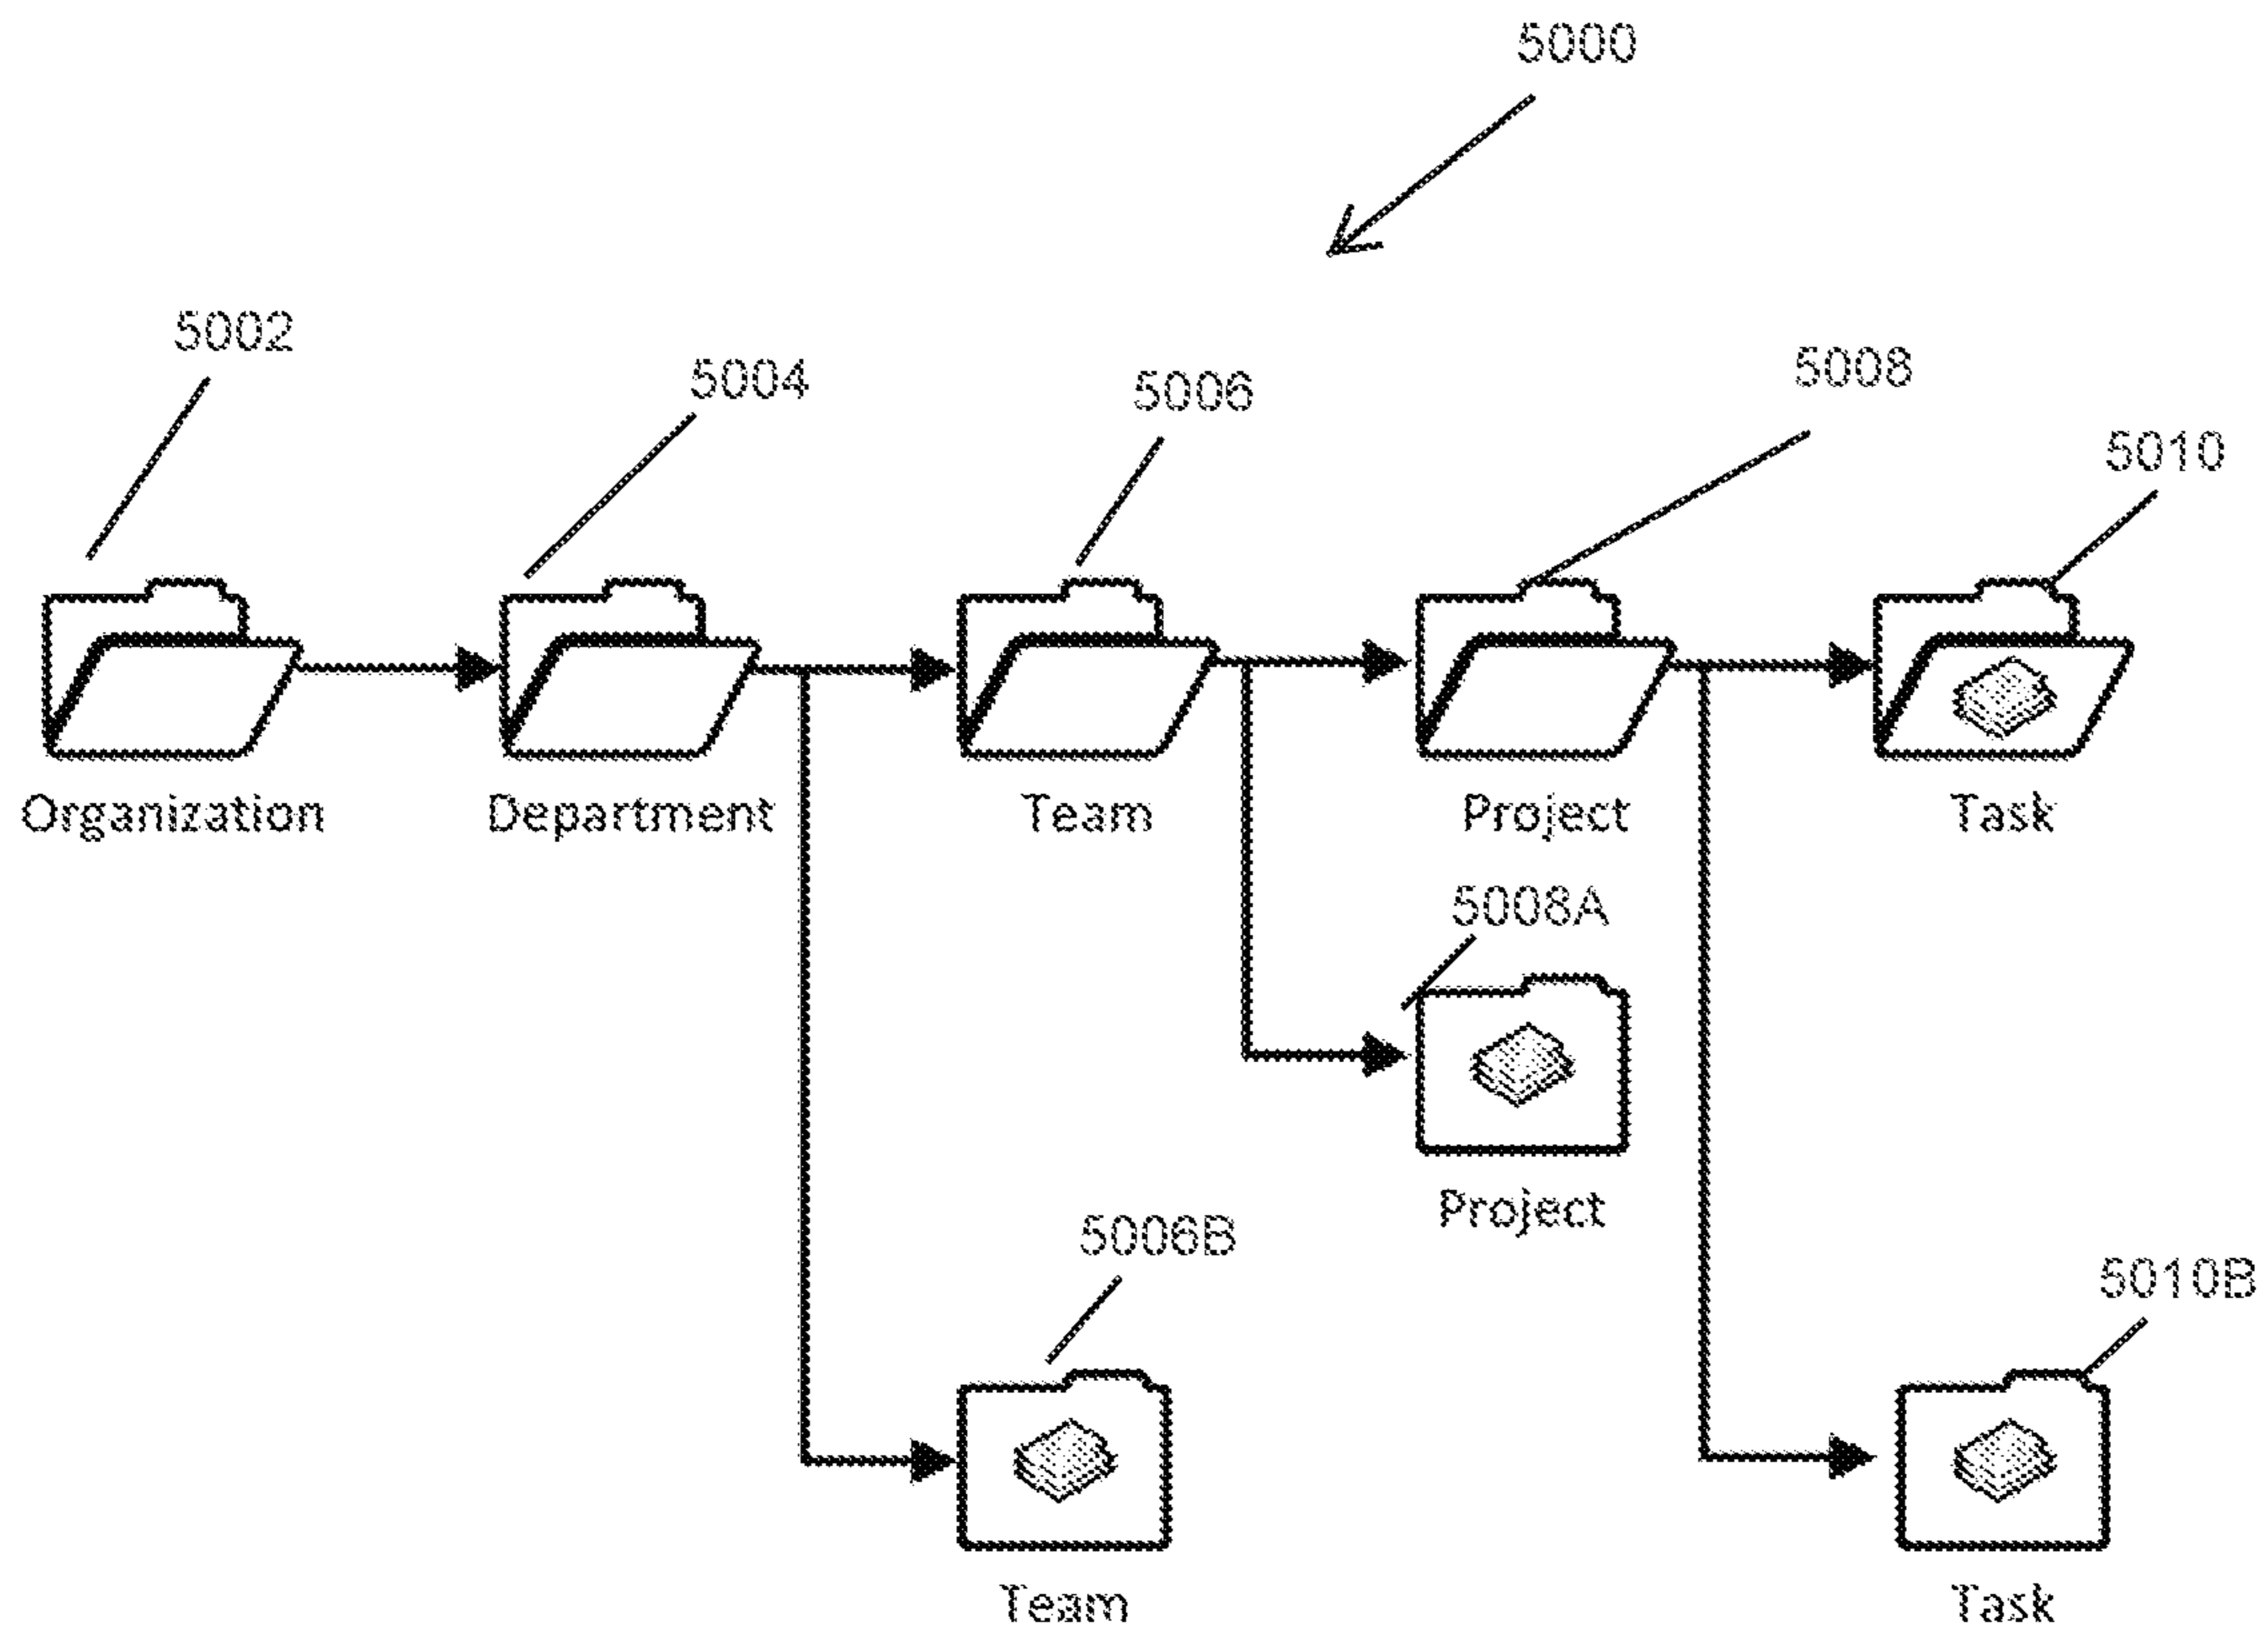 5000
5002
5004
5006
5008
5010
Organization
Department
Team
Project
Task
5008A
Project
5006B
5010B
Team
Task